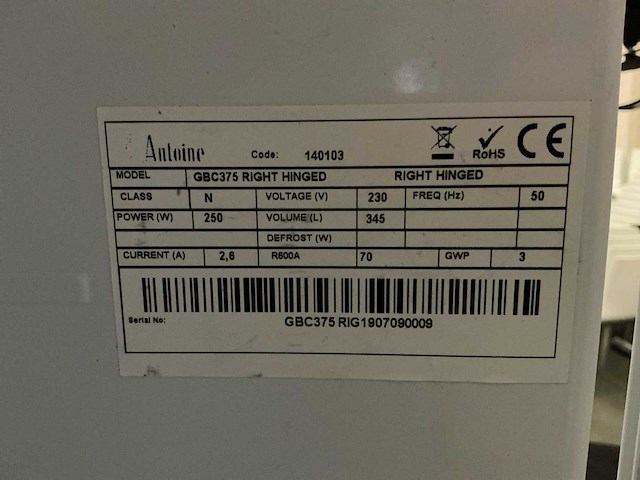 Antoine Code: 140103 RoHS CE
MODEL GBC375 RIGHT HINGED RIGHT HINGED
CLASS N VOLTAGE (V) 230 FREQ (Hz) 50
POWER (W) 250 VOLUME (L) 345
DEFROST (W)
CURRENT (A) 2,6 R600A 70 GWP 3
Serial No: GBC375 RIG1907090009